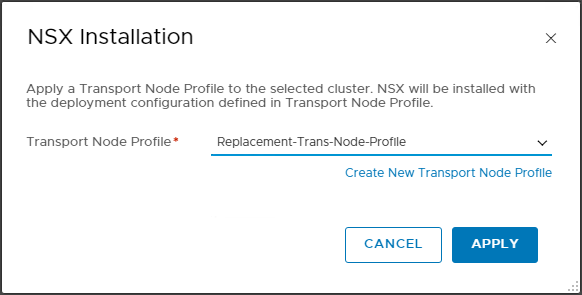 NSX Installation
Apply a Transport Node Profile to the selected cluster. NSX will be installed with
the deployment configuration defined in Transport Node Profile.
Transport Node Profile* Replacement-Trans-Node-Profile
Create New Transport Node Profile
CANCEL APPLY